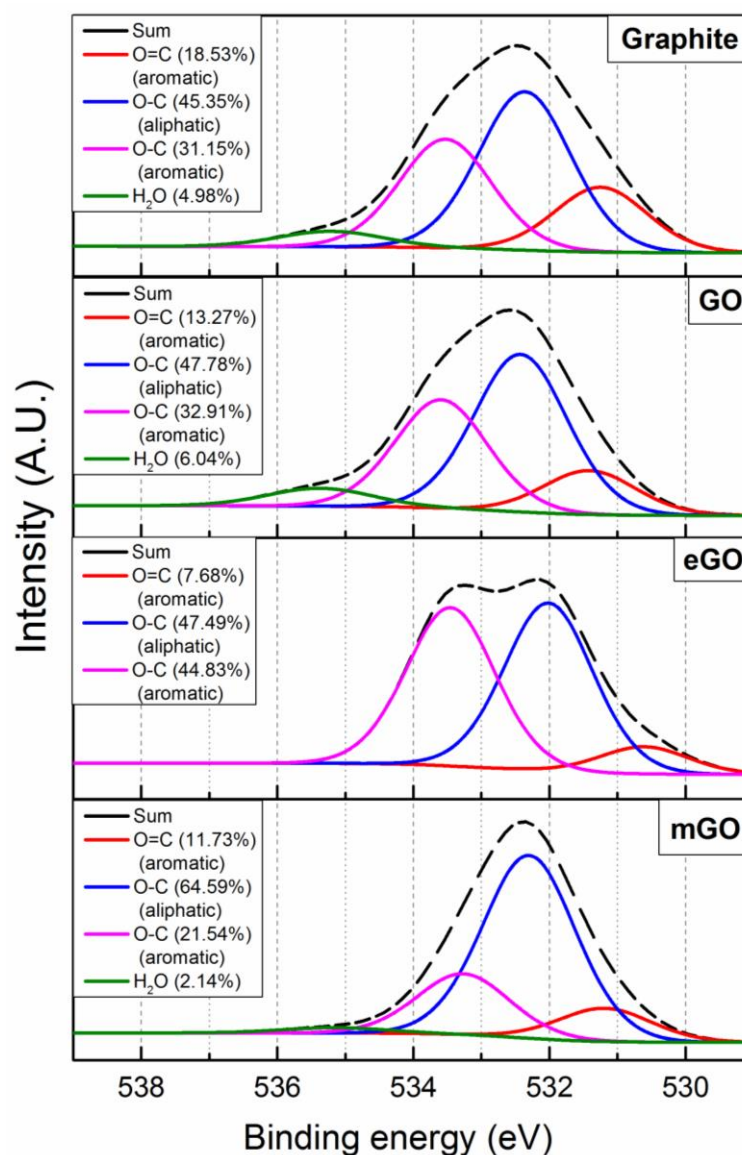 Graphite
Sum
O=C (18.53%)
(aromatic)
O-C (45.35%)
(aliphatic)
O-C (31.15%)
(aromatic)
H₂O (4.98%)
GO
Sum
O=C (13.27%)
(aromatic)
O-C (47.78%)
(aliphatic)
O-C (32.91%)
(aromatic)
H₂O (6.04%)
eGO
Sum
O=C (7.68%)
(aromatic)
O-C (47.49%)
(aliphatic)
O-C (44.83%)
(aromatic)
mGO
Sum
O=C (11.73%)
(aromatic)
O-C (64.59%)
(aliphatic)
O-C (21.54%)
(aromatic)
H₂O (2.14%)
Intensity (A.U.)
538 536 534 532 530
Binding energy (eV)